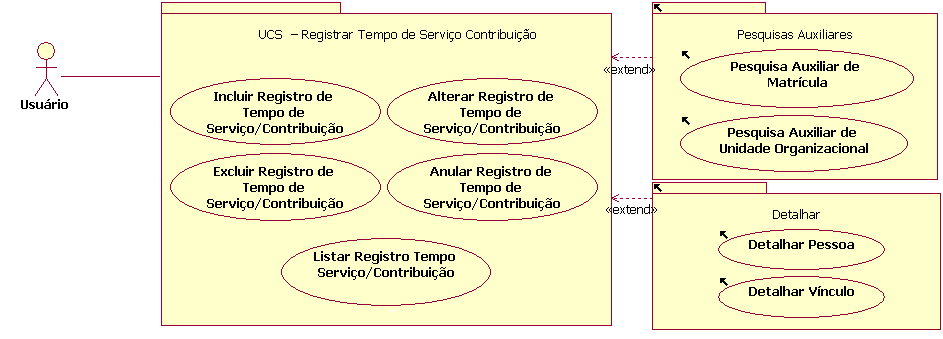 UCS – Registrar Tempo de Serviço Contribuição
Usuário
Incluir Registro de
Tempo de
Serviço/Contribuição
Alterar Registro de
Tempo de
Serviço/Contribuição
Excluir Registro de
Tempo de
Serviço/Contribuição
Anular Registro de
Tempo de
Serviço/Contribuição
Listar Registro Tempo
Serviço/Contribuição
«extend»
«extend»
Pesquisas Auxiliares
Pesquisa Auxiliar de
Matrícula
Pesquisa Auxiliar de
Unidade Organizacional
Detalhar
Detalhar Pessoa
Detalhar Vínculo